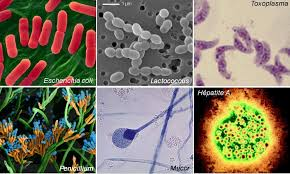 Escherichia coli
1 µm
Lactococcus
Toxoplasma
Penicillium
Mucor
Hépatite A